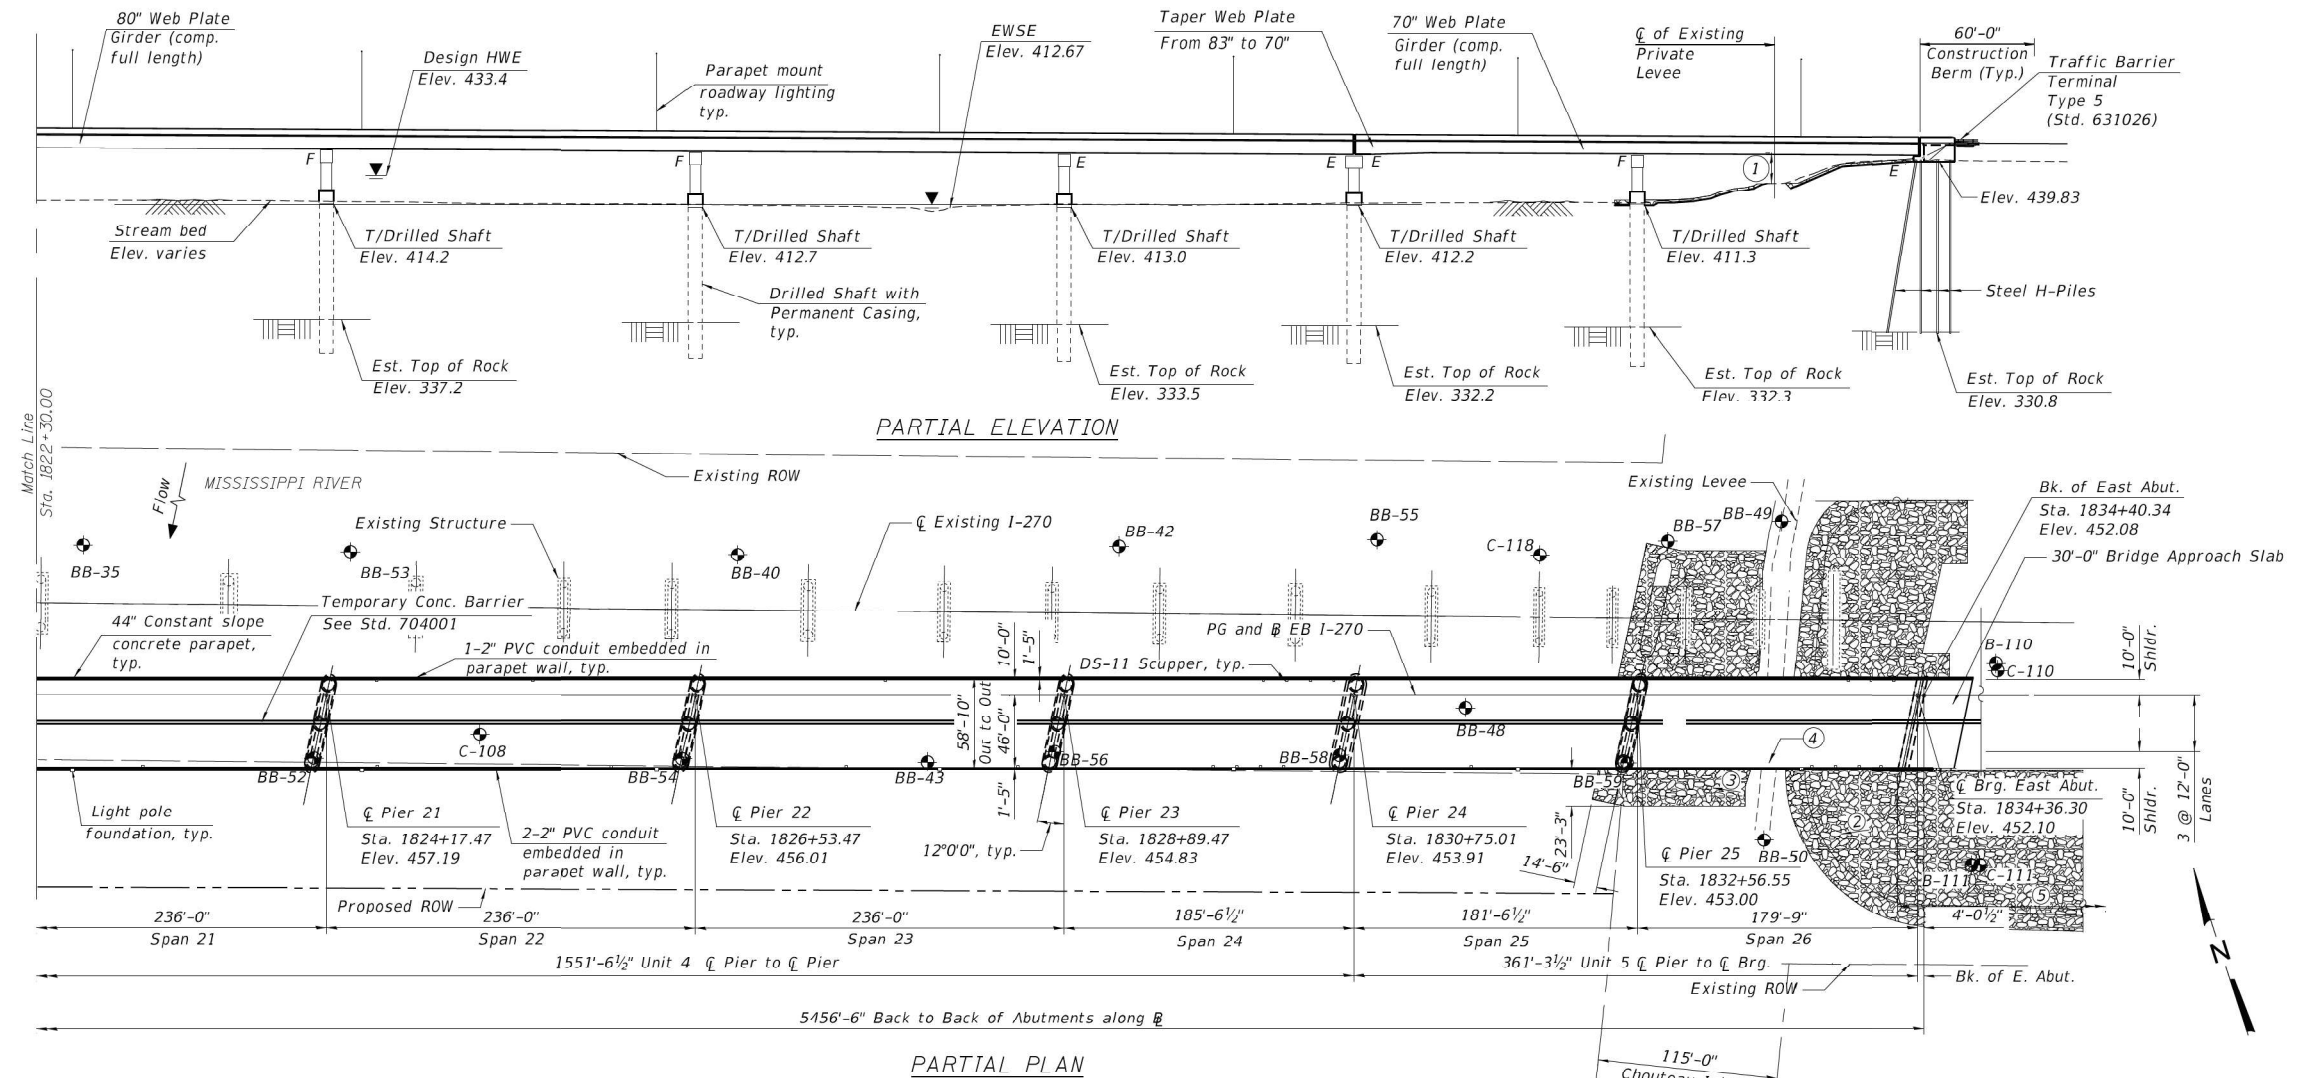 80" Web Plate
Girder (comp.
full length)
Design HWE
Elev. 433.4
Parapet mount
roadway lighting
typ.
EWSE
Elev. 412.67
Taper Web Plate
From 83" to 70"
70" Web Plate
Girder (comp.
full length)
℄ of Existing
Private
Levee
60'-0"
Construction
Berm (Typ.)
Traffic Barrier
Terminal
Type 5
(Std. 631026)
F
F
E
E
E
F
1
E
Elev. 439.83
Stream bed
Elev. varies
T/Drilled Shaft
Elev. 414.2
T/Drilled Shaft
Elev. 412.7
T/Drilled Shaft
Elev. 413.0
T/Drilled Shaft
Elev. 412.2
T/Drilled Shaft
Elev. 411.3
Drilled Shaft with
Permanent Casing,
typ.
Steel H-Piles
Est. Top of Rock
Elev. 337.2
Est. Top of Rock
Elev. 333.5
Est. Top of Rock
Elev. 332.2
Est. Top of Rock
Elev. 332.3
Est. Top of Rock
Elev. 330.8
PARTIAL ELEVATION
Match Line
Sta. 1822+30.00
Existing ROW
Flow
MISSISSIPPI RIVER
Existing Structure
℄ Existing I-270
BB-35
BB-53
BB-40
BB-42
BB-55
C-118
BB-57
BB-49
Existing Levee
Bk. of East Abut.
Sta. 1834+40.34
Elev. 452.08
30'-0" Bridge Approach Slab
44" Constant slope
concrete parapet,
typ.
Temporary Conc. Barrier
See Std. 704001
1-2" PVC conduit embedded in
parapet wall, typ.
10'-0"
1'-5"
PG and ⅊ EB I-270
DS-11 Scupper, typ.
B-110
C-110
10'-0"
Shldr.
58'-10"
Out to Out
46'-0"
1'-5"
C-108
BB-52
BB-54
BB-43
BB-56
BB-58
BB-48
BB-59
4
3
2
5
Light pole
foundation, typ.
℄ Pier 21
Sta. 1824+17.47
Elev. 457.19
2-2" PVC conduit
embedded in
parapet wall, typ.
℄ Pier 22
Sta. 1826+53.47
Elev. 456.01
12°0'0", typ.
℄ Pier 23
Sta. 1828+89.47
Elev. 454.83
℄ Pier 24
Sta. 1830+75.01
Elev. 453.91
23'-3"
14'-6"
℄ Pier 25
Sta. 1832+56.55
Elev. 453.00
BB-50
℄ Brg. East Abut.
Sta. 1834+36.30
Elev. 452.10
B-111
C-111
10'-0"
Shldr.
3 @ 12'-0"
Lanes
Proposed ROW
236'-0"
Span 21
236'-0"
Span 22
236'-0"
Span 23
185'-6½"
Span 24
181'-6½"
Span 25
179'-9"
Span 26
4'-0½"
1551'-6½" Unit 4 ℄ Pier to ℄ Pier
361'-3½" Unit 5 ℄ Pier to ℄ Brg.
Existing ROW
Bk. of E. Abut.
5456'-6" Back to Back of Abutments along ⅊
N
PARTIAL PLAN
115'-0"